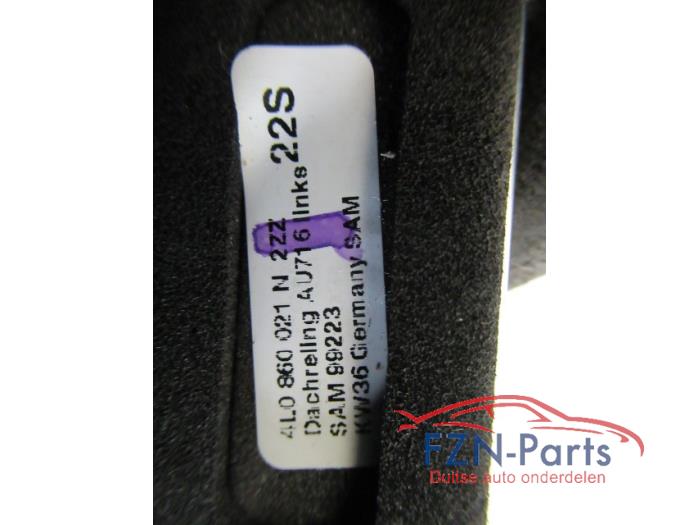 4L0 860 021 N 2ZZ 22S
Dachreling AU716 links
SAM 99223
KW36 Germany SAM
FZN-Parts
Duitse auto onderdelen